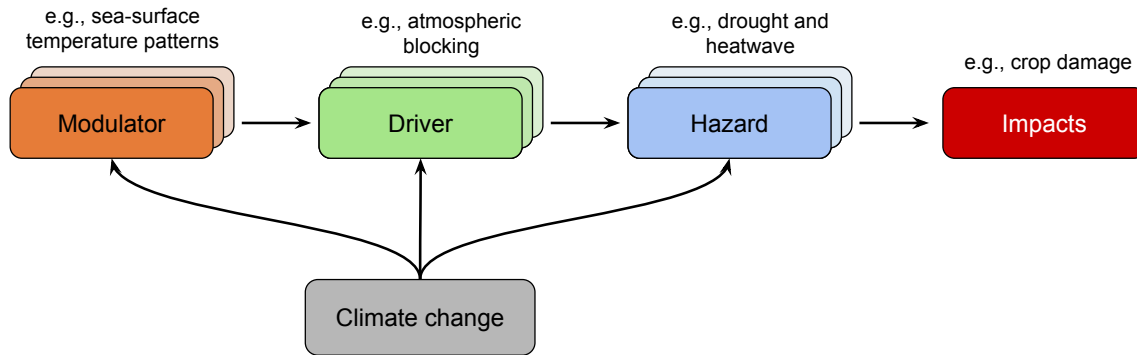 e.g., sea-surface
temperature patterns
e.g., atmospheric
blocking
e.g., drought and
heatwave
e.g., crop damage
Modulator
Driver
Hazard
Impacts
Climate change